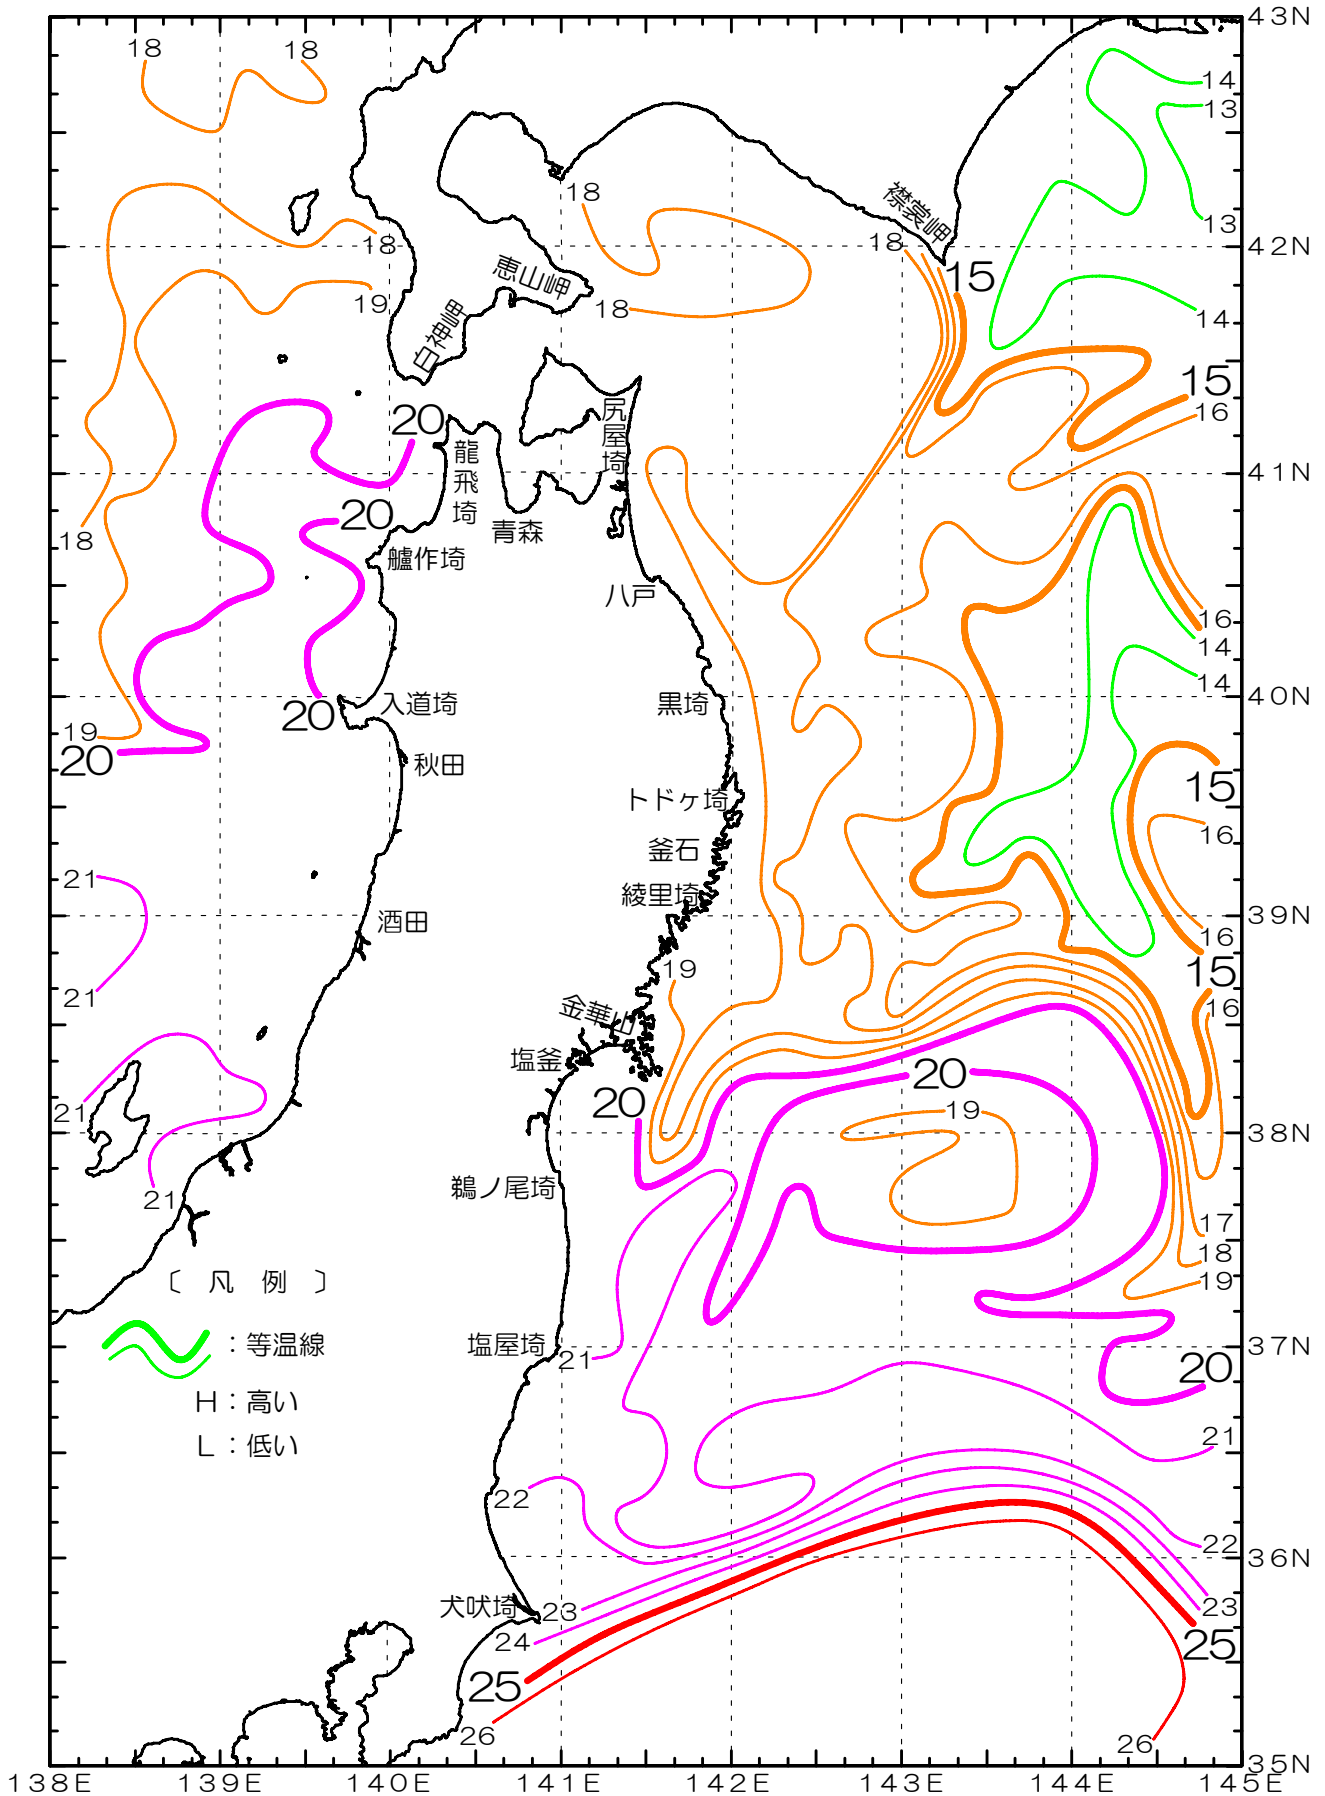 43N
18
18
14
13
18
襟裳岬
13
18
18
42N
15
恵山岬
19
18
14
白神岬
15
尻屋埼
20
16
龍飛埼
41N
20
18
青森
艫作埼
八戸
16
14
14
20
入道埼
黒埼
40N
19
20
秋田
15
トドヶ埼
16
釜石
21
綾里埼
酒田
39N
16
19
15
21
16
金華山
塩釜
20
20
21
19
38N
鵜ノ尾埼
21
17
18
〔 凡 例 〕
19
：等温線
塩屋埼
21
37N
20
H：高い
21
L：低い
22
22
36N
犬吠埼
23
23
24
25
25
26
26
35N
138E 139E 140E 141E 142E 143E 144E 145E